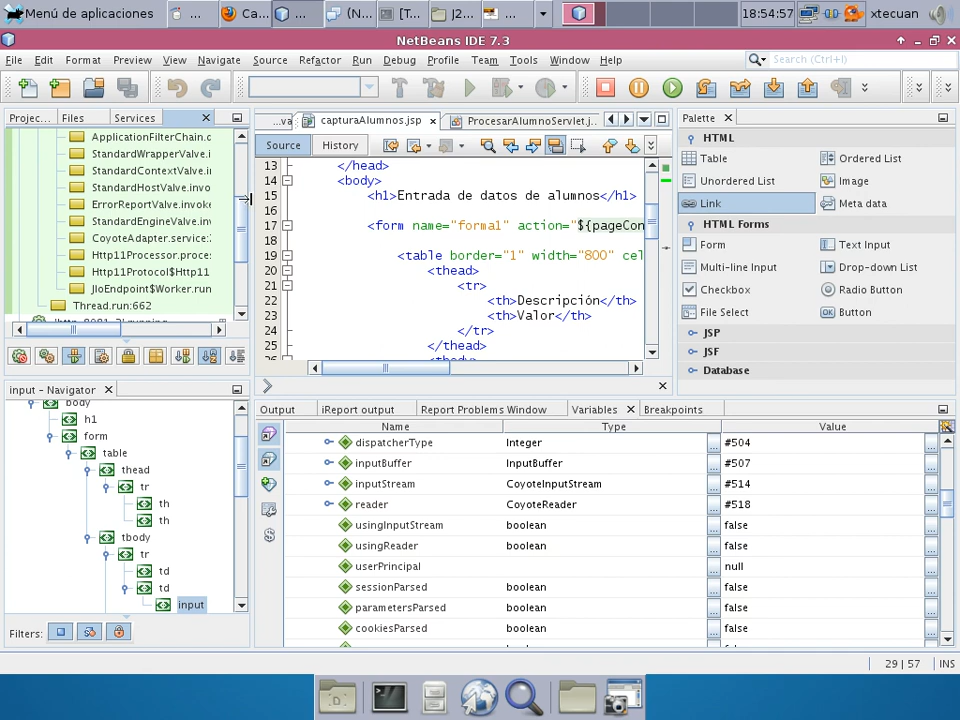 Menú de aplicaciones
...
Ca...
...
(N...
[T...
J2...
...
18:54:57
xtecuan
NetBeans IDE 7.3
File Edit Format Preview View Navigate Source Refactor Run Debug Profile Team Tools Window Help
Search (Ctrl+I)
Projec... Files Services
...va
capturaAlumnos.jsp
ProcesarAlumnoServlet.j...
Palette
ApplicationFilterChain.c
StandardWrapperValve.i
StandardContextValve.i
StandardHostValve.invo
ErrorReportValve.invoke
StandardEngineValve.inv
CoyoteAdapter.service:2
Http11Processor.proce
Http11Protocol$Http11
JIoEndpoint$Worker.run
Thread.run:662
Source History
13 </head>
14 <body>
15 <h1>Entrada de datos de alumnos</h1>
16
17 <form name="forma1" action="${pageCon
18
19 <table border="1" width="800" cel
20 <thead>
21 <tr>
22 <th>Descripción</th>
23 <th>Valor</th>
24 </tr>
25 </thead>
26 <tbody>
HTML
Table Ordered List
Unordered List Image
Link Meta data
HTML Forms
Form Text Input
Multi-line Input Drop-down List
Checkbox Radio Button
File Select Button
JSP
JSF
Database
input - Navigator
body
h1
form
table
thead
tr
th
th
tbody
tr
td
td
input
Filters:
Output iReport output Report Problems Window Variables Breakpoints
Name Type Value
dispatcherType Integer ... #504 ...
inputBuffer InputBuffer ... #507 ...
inputStream CoyoteInputStream ... #514 ...
reader CoyoteReader ... #518 ...
usingInputStream boolean ... false ...
usingReader boolean ... false ...
userPrincipal ... null ...
sessionParsed boolean ... false ...
parametersParsed boolean ... false ...
cookiesParsed boolean ... false ...
29 | 57 INS